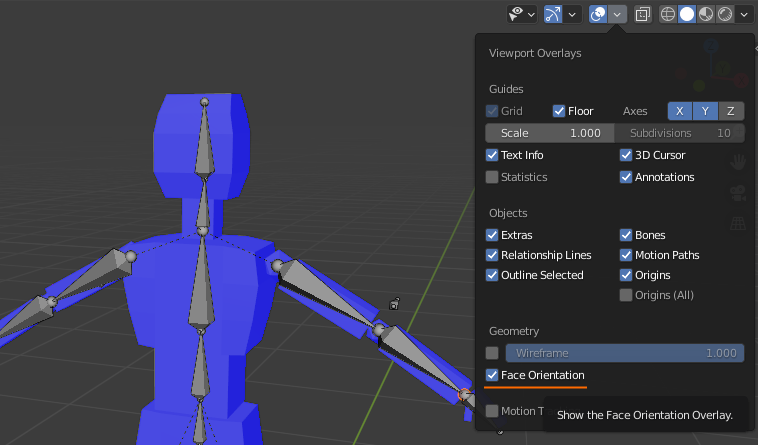 Viewport Overlays
Guides
Grid Floor Axes X Y Z
Scale 1.000 Subdivisions 10
Text Info 3D Cursor
Statistics Annotations
Objects
Extras Bones
Relationship Lines Motion Paths
Outline Selected Origins
Origins (All)
Geometry
Wireframe 1.000
Face Orientation
Motion
Show the Face Orientation Overlay.